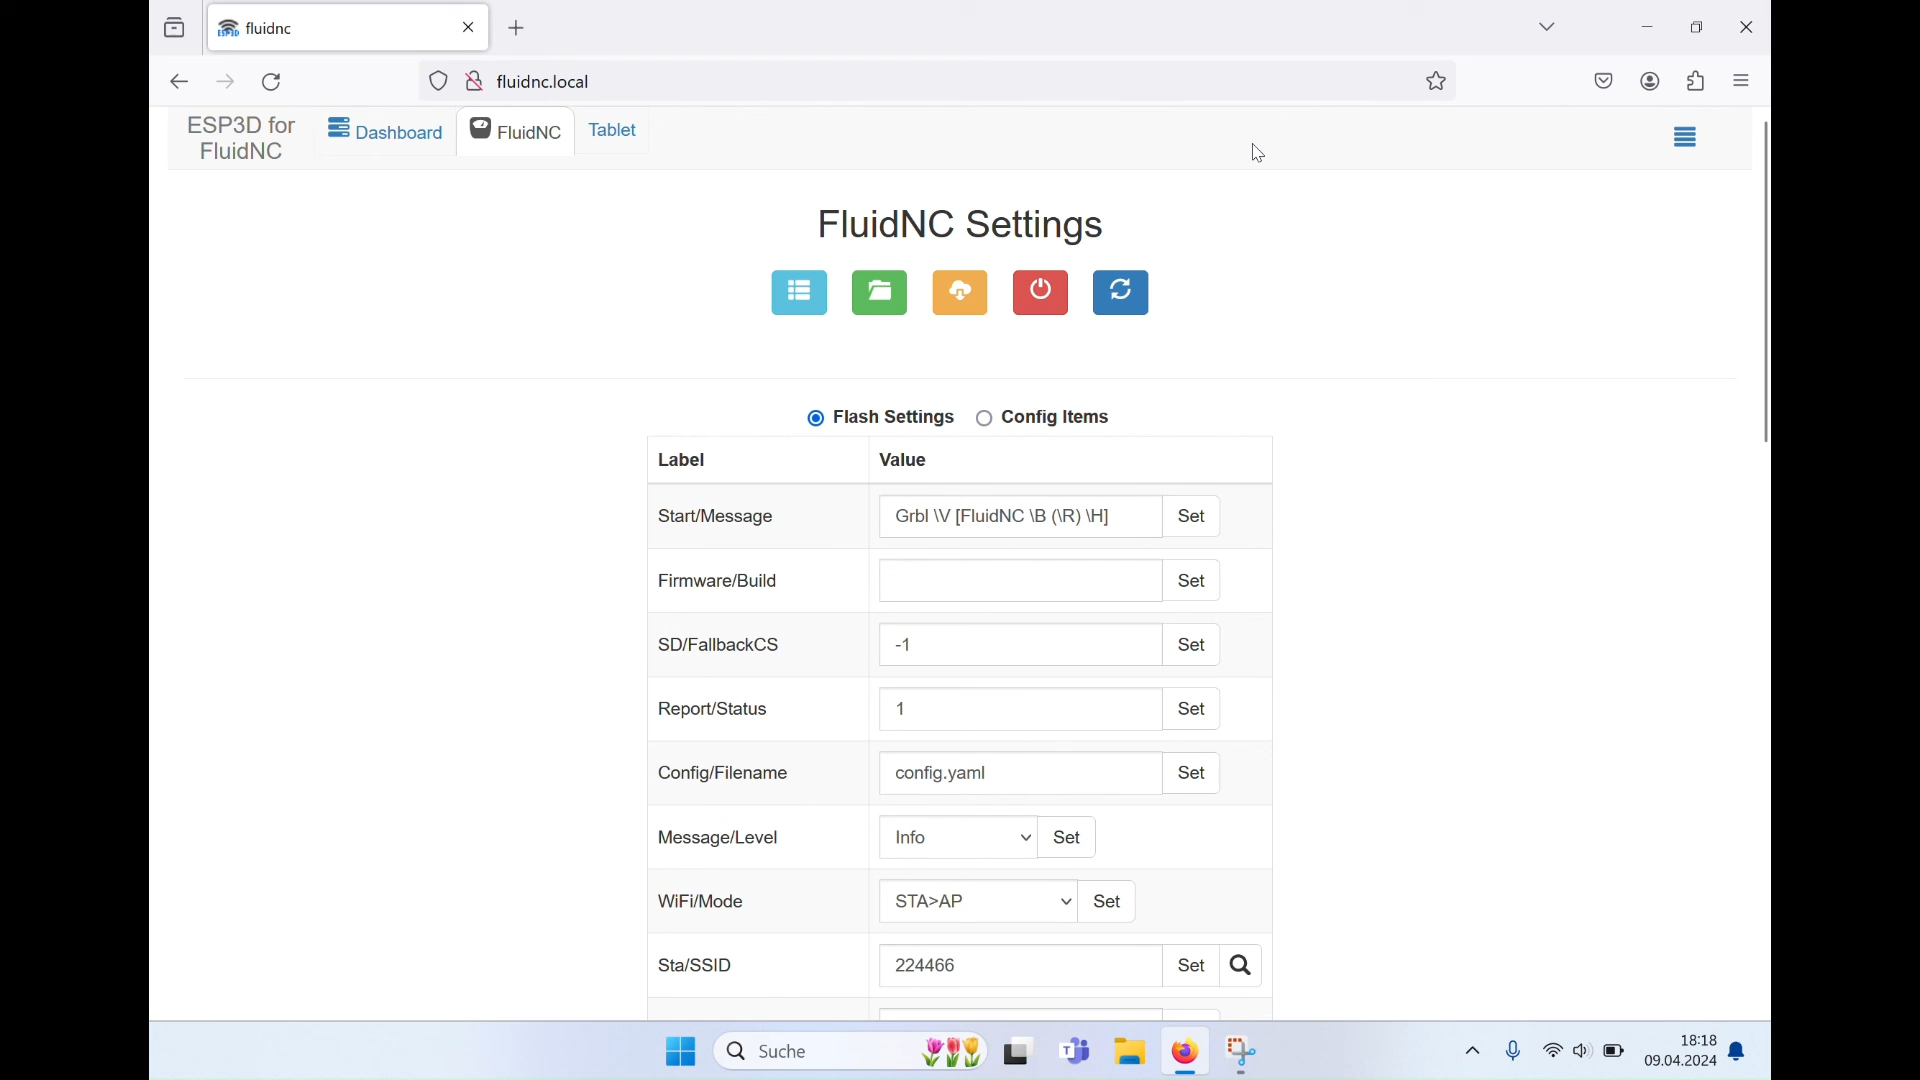 fluidnc
fluidnc.local
ESP3D for
FluidNC
Dashboard
FluidNC
Tablet
FluidNC Settings
Flash Settings
Config Items
Label
Value
Start/Message
Grbl \V [FluidNC \B (\R) \H]
Set
Firmware/Build
Set
SD/FallbackCS
-1
Set
Report/Status
1
Set
Config/Filename
config.yaml
Set
Message/Level
Info
Set
WiFi/Mode
STA>AP
Set
Sta/SSID
224466
Set
Suche
18:18
09.04.2024